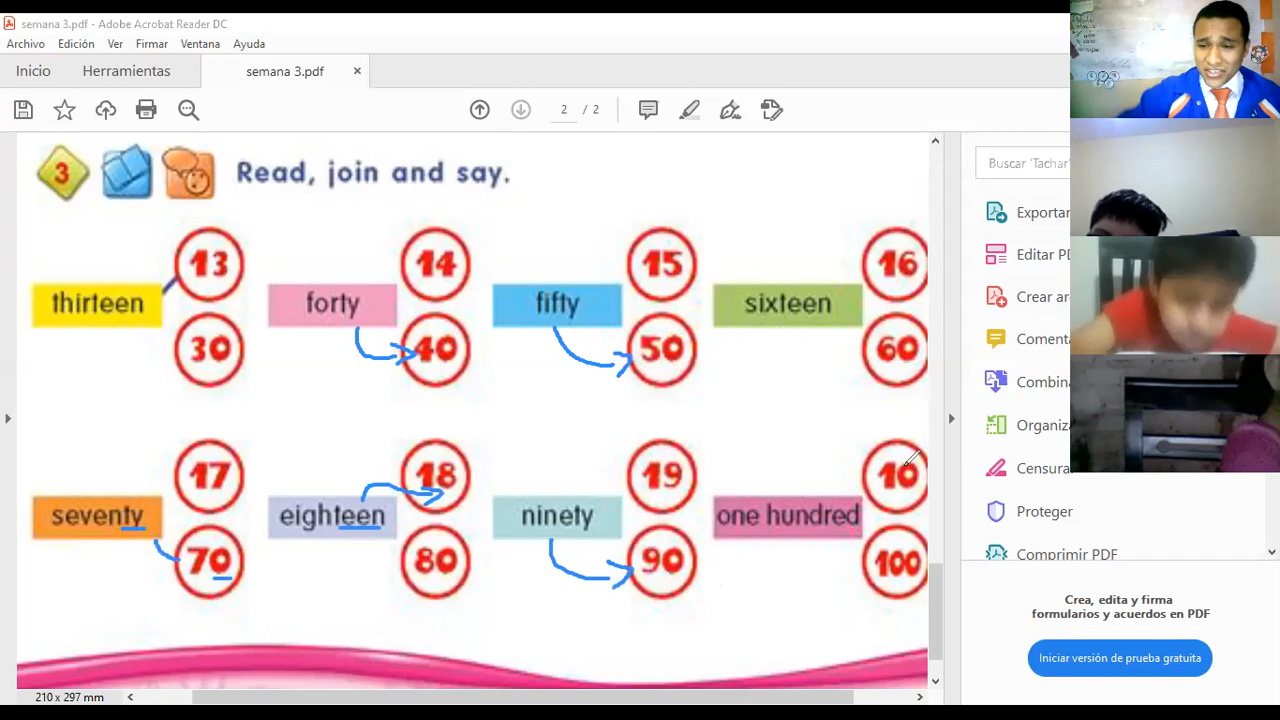 semana 3.pdf - Adobe Acrobat Reader DC
Archivo Edición Ver Firmar Ventana Ayuda
Inicio Herramientas semana 3.pdf ×
2 / 2
3 Read, join and say.
13 14 15 16
thirteen forty fifty sixteen
30 40 50 60
17 18 19 10
seventy eighteen ninety one hundred
70 80 90 100
210 x 297 mm
Buscar 'Tachar'
Exportar
Editar PD
Crear ar
Comenta
Combina
Organiza
Censura
Proteger
Comprimir PDF
Crea, edita y firma
formularios y acuerdos en PDF
Iniciar versión de prueba gratuita